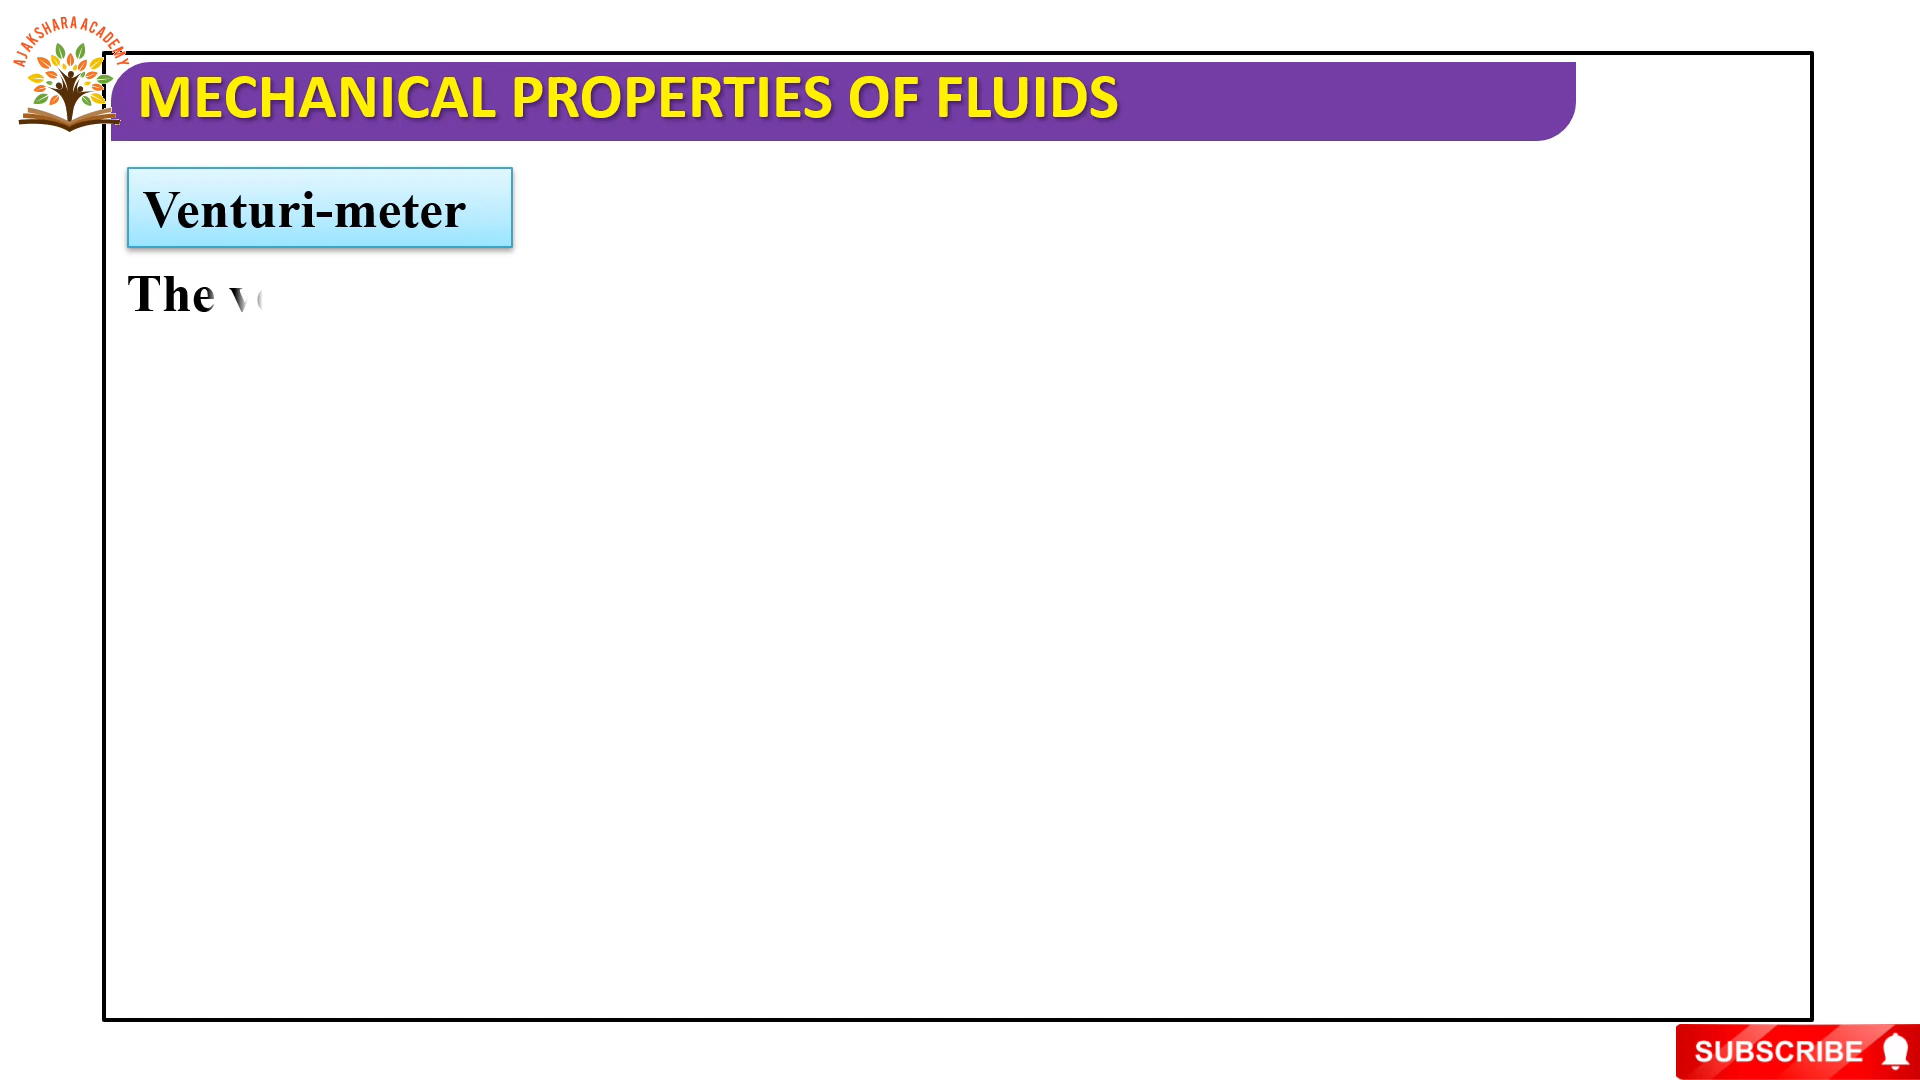 AJAKSHARA ACADEMY
MECHANICAL PROPERTIES OF FLUIDS
Venturi-meter
The
SUBSCRIBE